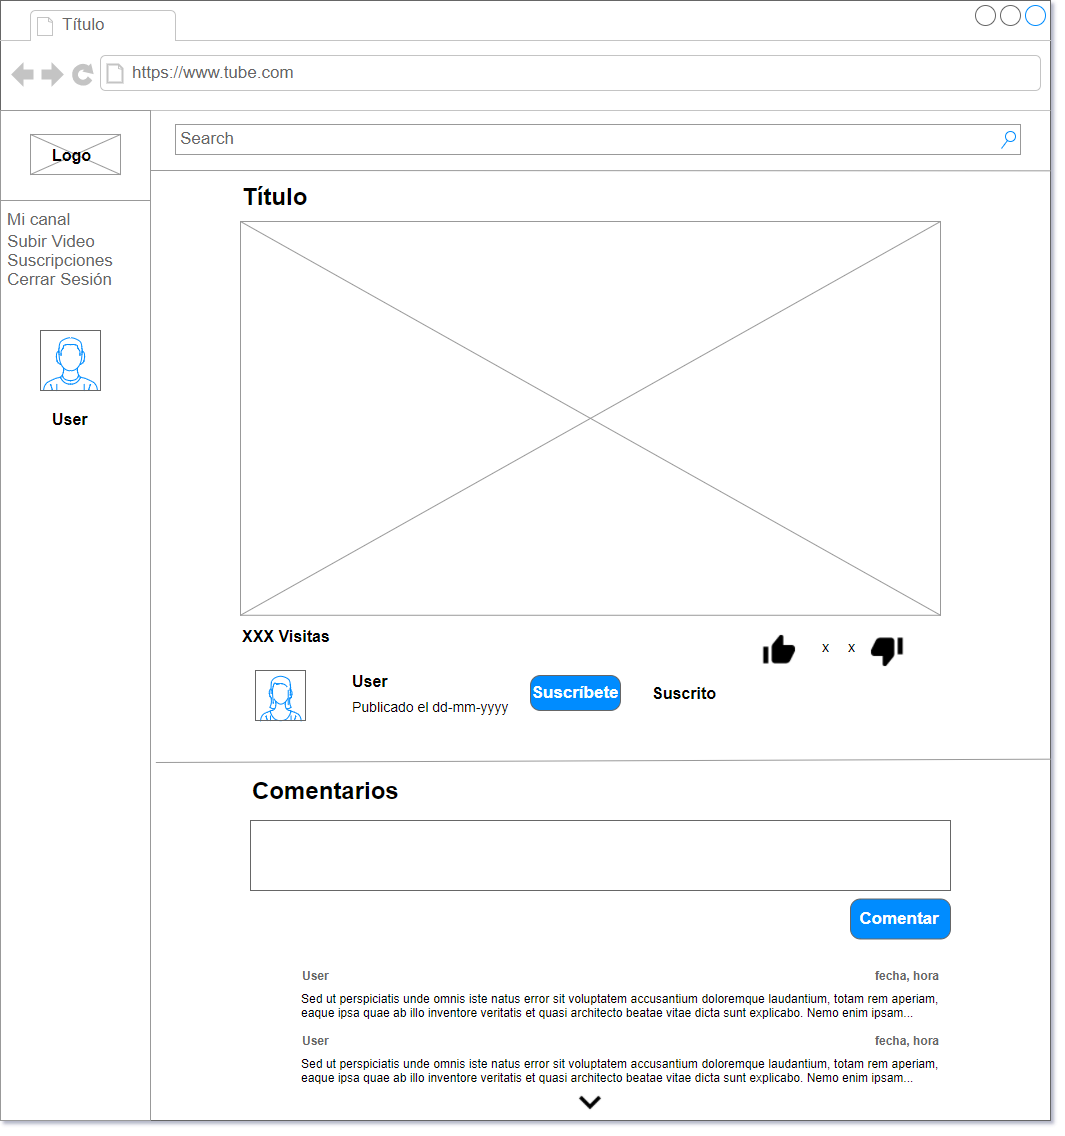 Título
https://www.tube.com
Logo
Search
Mi canal
Subir Video
Suscripciones
Cerrar Sesión
User
Título
XXX Visitas
x x
User
Publicado el dd-mm-yyyy
Suscríbete
Suscrito
Comentarios
Comentar
User fecha, hora
Sed ut perspiciatis unde omnis iste natus error sit voluptatem accusantium doloremque laudantium, totam rem aperiam,
eaque ipsa quae ab illo inventore veritatis et quasi architecto beatae vitae dicta sunt explicabo. Nemo enim ipsam...
User fecha, hora
Sed ut perspiciatis unde omnis iste natus error sit voluptatem accusantium doloremque laudantium, totam rem aperiam,
eaque ipsa quae ab illo inventore veritatis et quasi architecto beatae vitae dicta sunt explicabo. Nemo enim ipsam...